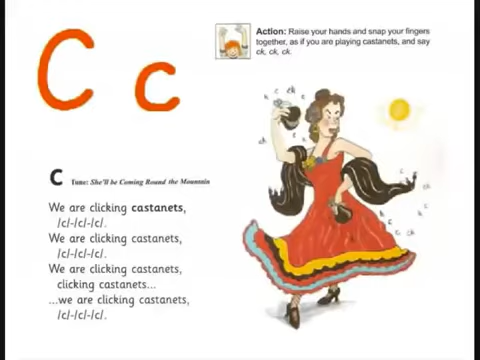 C c
Action: Raise your hands and snap your fingers
together, as if you are playing castanets, and say
ck, ck, ck.
c Tune: She'll be Coming Round the Mountain
We are clicking castanets,
/c/-/c/-/c/.
We are clicking castanets,
/c/-/c/-/c/.
We are clicking castanets,
clicking castanets...
...we are clicking castanets,
/c/-/c/-/c/.